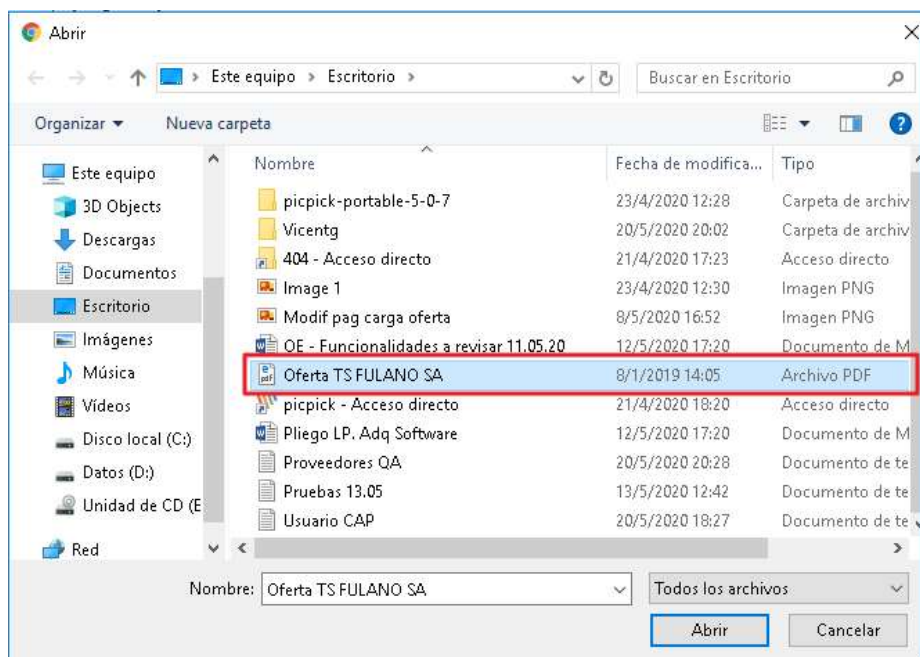 Abrir
Este equipo > Escritorio >
Buscar en Escritorio
Organizar
Nueva carpeta
Este equipo
3D Objects
Descargas
Documentos
Escritorio
Imágenes
Música
Vídeos
Disco local (C:)
Datos (D:)
Unidad de CD (E
Red
Nombre Fecha de modifica... Tipo
picpick-portable-5-0-7 23/4/2020 12:28 Carpeta de archiv
Vicentg 20/5/2020 20:02 Carpeta de archiv
404 - Acceso directo 21/4/2020 17:23 Acceso directo
Image 1 23/4/2020 12:30 Imagen PNG
Modif pag carga oferta 8/5/2020 16:52 Imagen PNG
OE - Funcionalidades a revisar 11.05.20 12/5/2020 17:20 Documento de M
Oferta TS FULANO SA 8/1/2019 14:05 Archivo PDF
picpick - Acceso directo 21/4/2020 18:20 Acceso directo
Pliego LP. Adq Software 12/5/2020 17:20 Documento de M
Proveedores QA 20/5/2020 20:28 Documento de te
Pruebas 13.05 13/5/2020 12:42 Documento de te
Usuario CAP 20/5/2020 18:27 Documento de te
Nombre: Oferta TS FULANO SA
Todos los archivos
Abrir
Cancelar